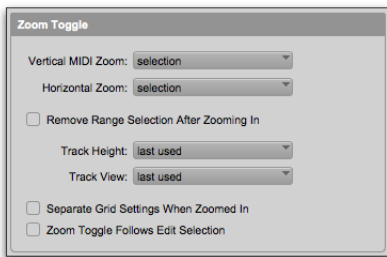 Zoom Toggle
Vertical MIDI Zoom: selection
Horizontal Zoom: selection
Remove Range Selection After Zooming In
Track Height: last used
Track View: last used
Separate Grid Settings When Zoomed In
Zoom Toggle Follows Edit Selection